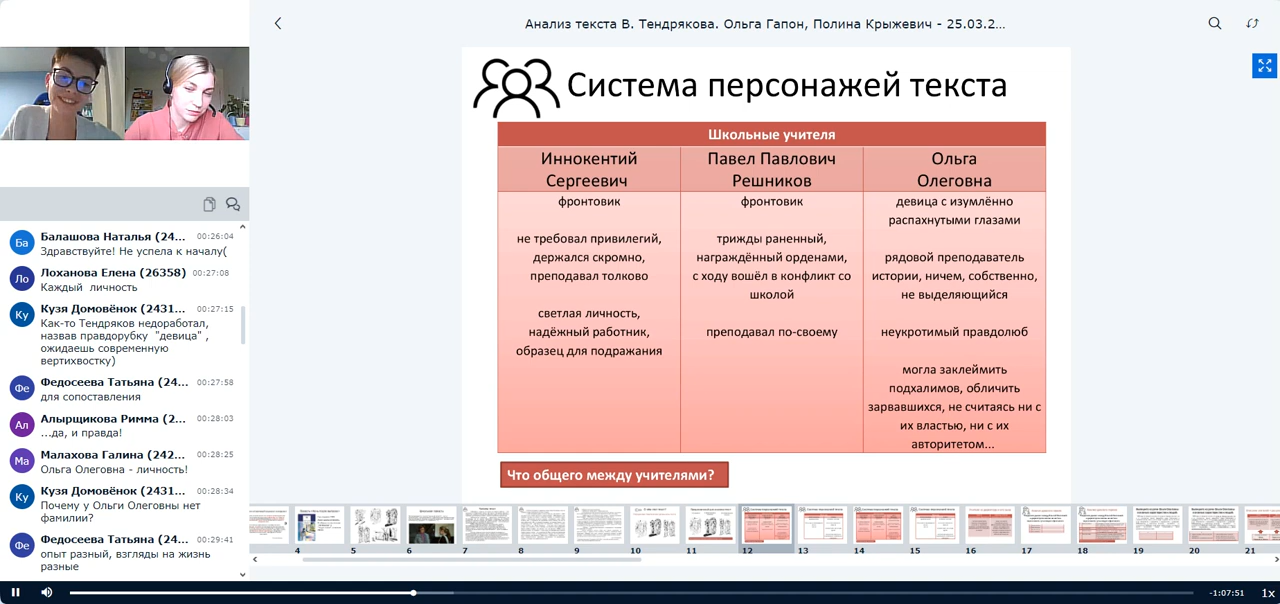 Анализ текста В. Тендрякова. Ольга Гапон, Полина Крыжевич - 25.03.2...
Система персонажей текста
Школьные учителя
Иннокентий
Сергеевич
фронтовик
не требовал привилегий,
держался скромно,
преподавал толково
светлая личность,
надёжный работник,
образец для подражания
Павел Павлович
Решников
фронтовик
трижды раненный,
награждённый орденами,
с ходу вошёл в конфликт со
школой
преподавал по-своему
Ольга
Олеговна
девица с изумлённо
распахнутыми глазами
рядовой преподаватель
истории, ничем, собственно,
не выделяющийся
неукротимый правдолюб
могла заклеймить
подхалимов, обличить
зарвавшихся, не считаясь ни с
их властью, ни с их
авторитетом...
Что общего между учителями?
Ба
Балашова Наталья (24... 00:26:04
Здравствуйте! Не успела к началу(
Ло
Лоханова Елена (26358) 00:27:08
Каждый личность
Ку
Кузя Домовёнок (2431... 00:27:15
Как-то Тендряков недоработал,
назвав правдорубку "девица" ,
ожидаешь современную
вертихвостку)
Фе
Федосеева Татьяна (24... 00:27:58
для сопоставления
Ал
Алырщикова Римма (2... 00:28:03
...да, и правда!
Ма
Малахова Галина (242... 00:28:25
Ольга Олеговна - личность!
Ку
Кузя Домовёнок (2431... 00:28:34
Почему у Ольги Олеговны нет
фамилии?
Фе
Федосеева Татьяна (24... 00:29:41
опыт разный, взгляды на жизнь
разные
4 5 6 7 8 9 10 11 12 13 14 15 16 17 18 19 20 21
-1:07:51 1x